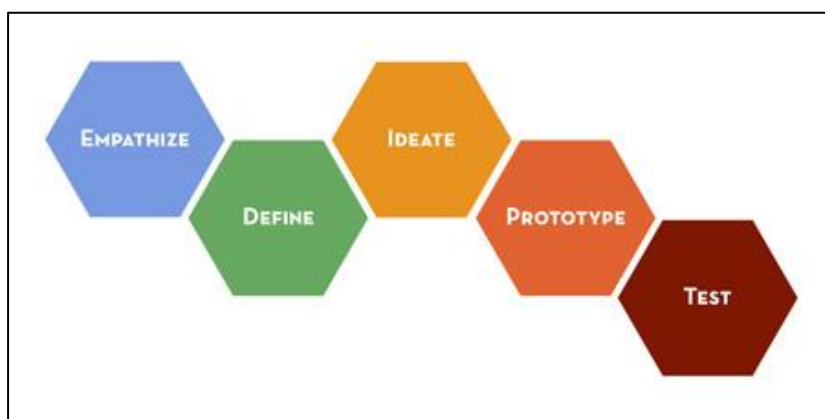 EMPATHIZE
DEFINE
IDEATE
PROTOTYPE
TEST